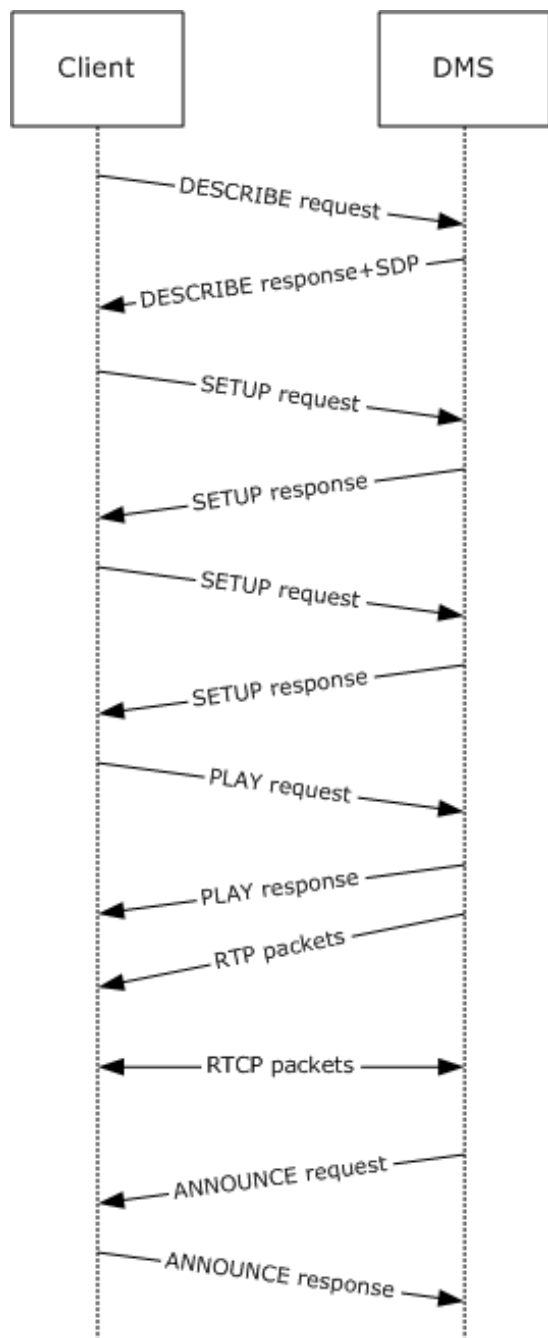 Client
DMS
DESCRIBE request
DESCRIBE response+SDP
SETUP request
SETUP response
SETUP request
SETUP response
PLAY request
PLAY response
RTP packets
RTCP packets
ANNOUNCE request
ANNOUNCE response